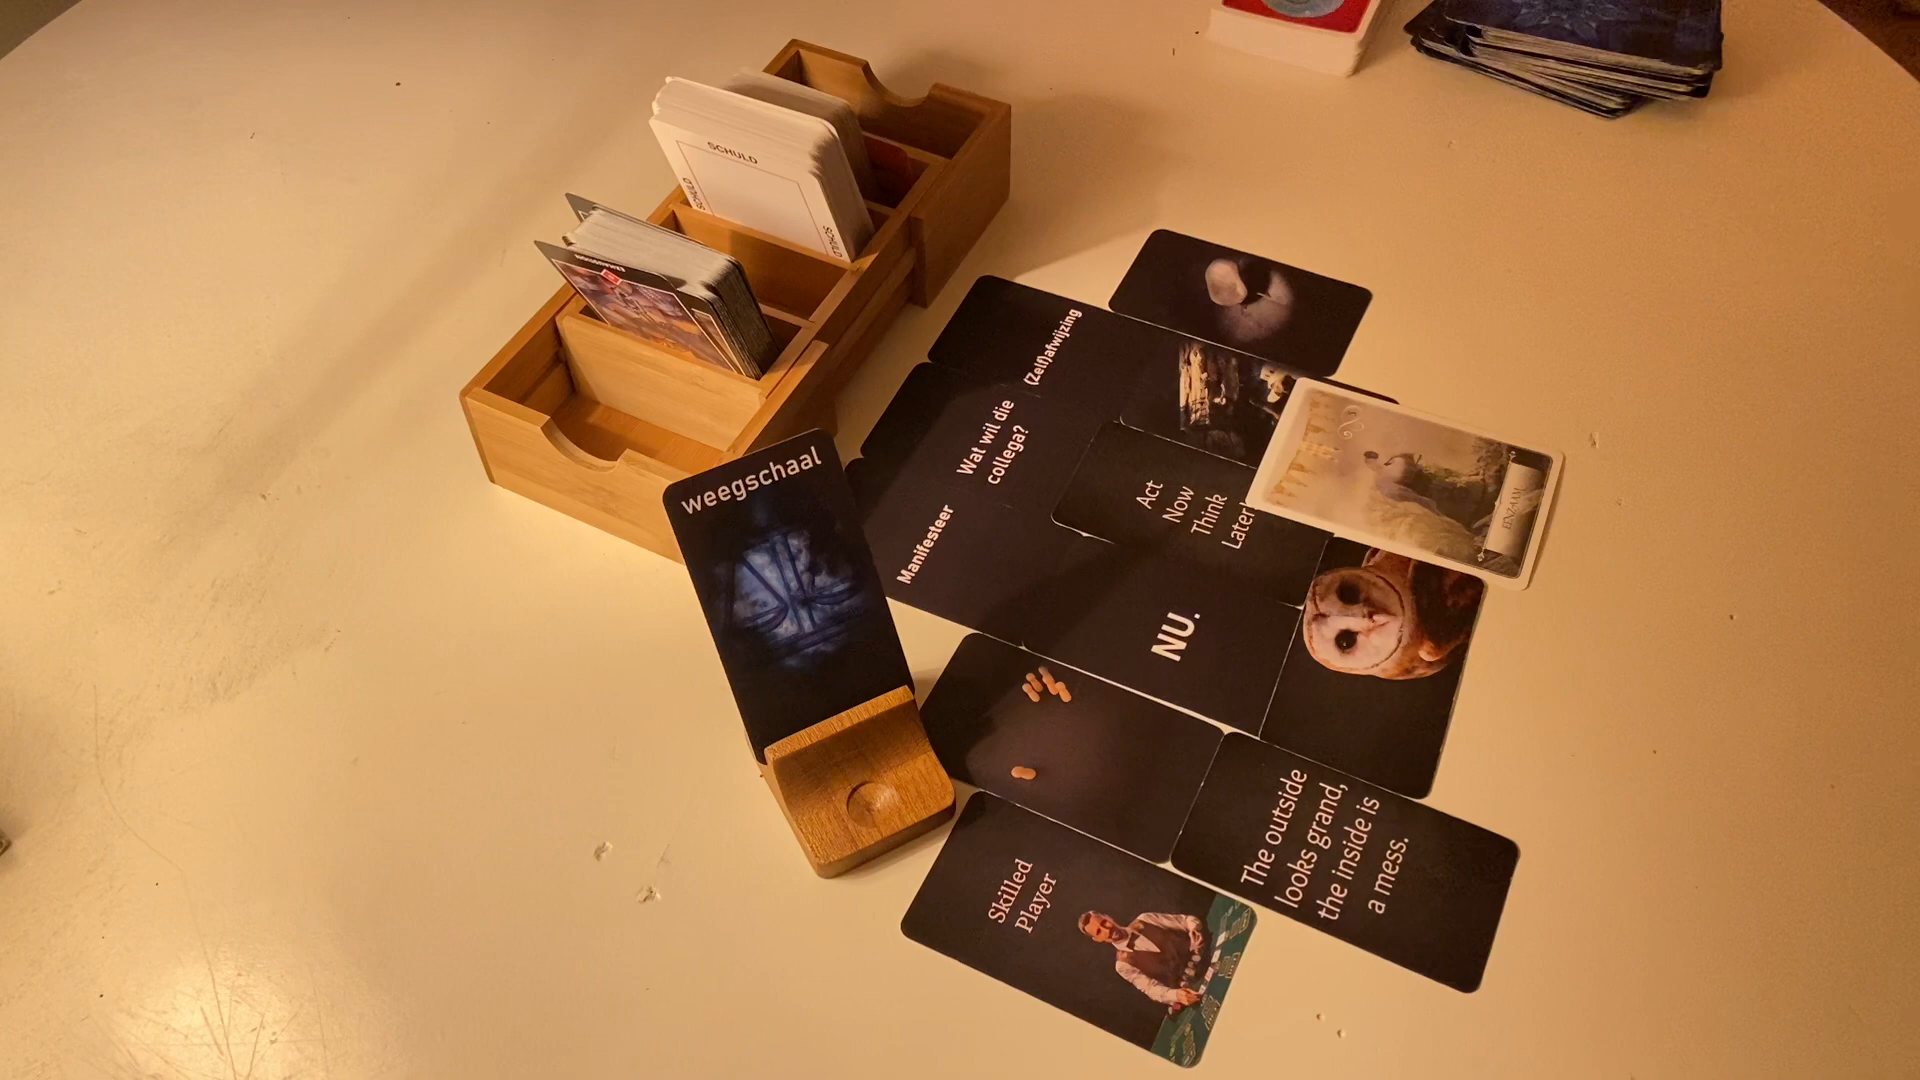 SCHULD
SCHULD
SCHULD
weegschaal
(Zelf)afwijzing
Wat wil die
collega?
Manifesteer
Act
Now
Think
Later!
EENZAAM
NU.
The outside
looks grand,
the inside is
a mess.
Skilled
Player